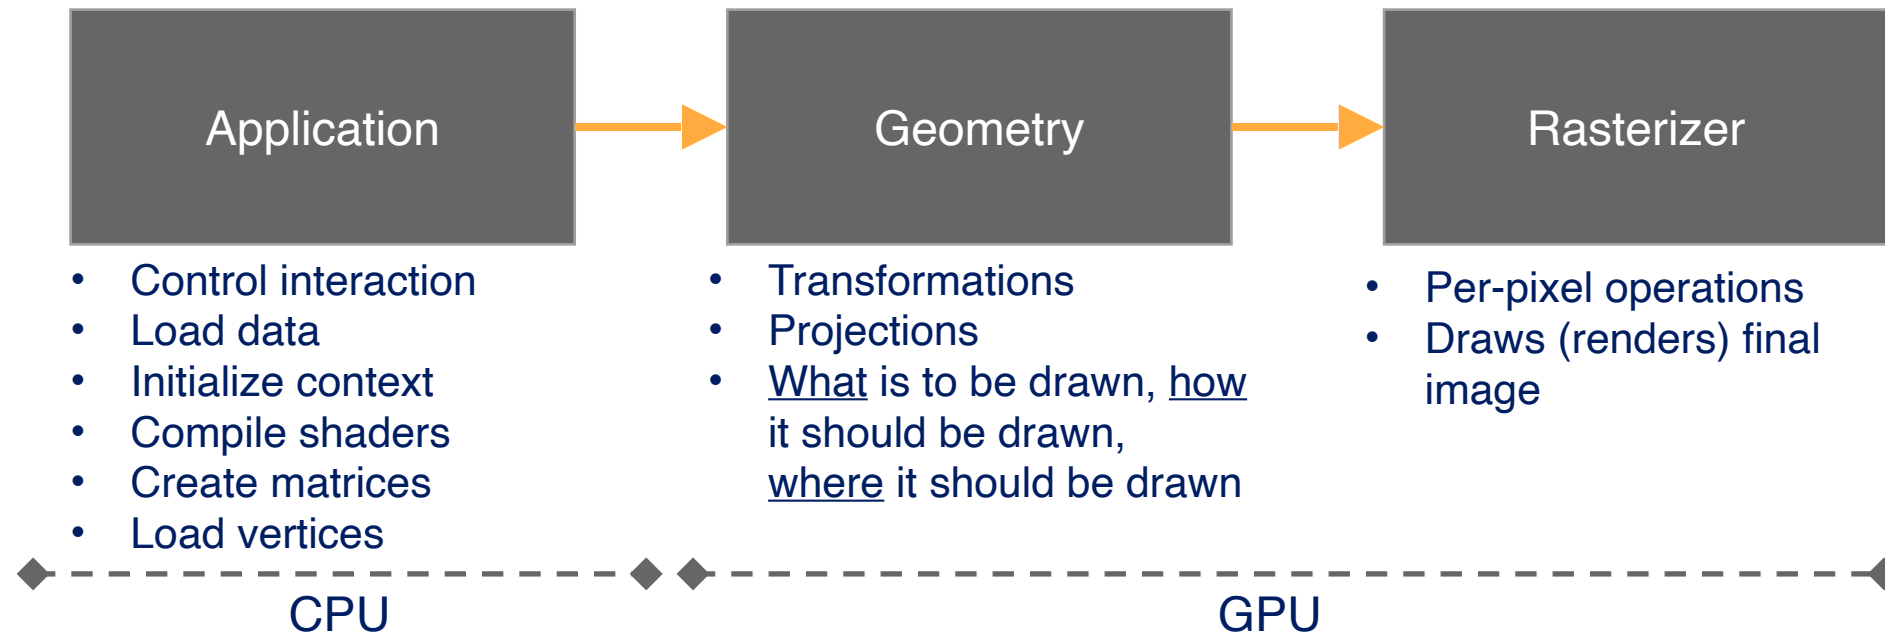 Application
Geometry
Rasterizer
• Control interaction
• Load data
• Initialize context
• Compile shaders
• Create matrices
• Load vertices
• Transformations
• Projections
• What is to be drawn, how
it should be drawn,
where it should be drawn
• Per-pixel operations
• Draws (renders) final
image
CPU
GPU